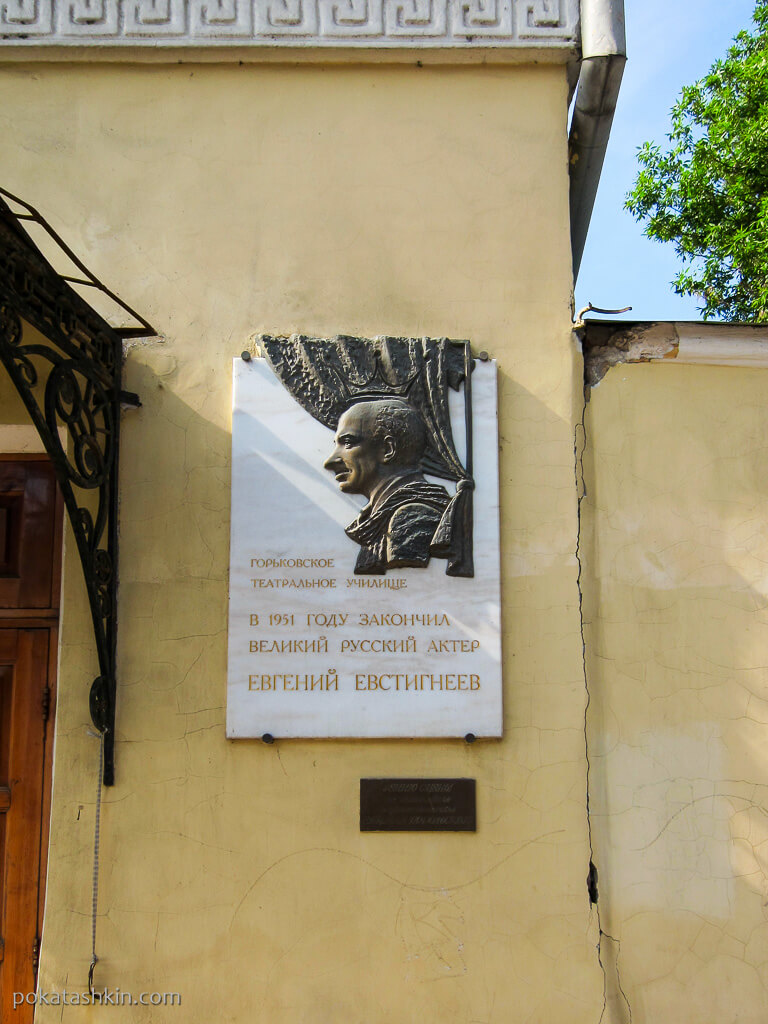 ГОРЬКОВСКОЕ
ТЕАТРАЛЬНОЕ УЧИЛИЩЕ
В 1951 ГОДУ ЗАКОНЧИЛ
ВЕЛИКИЙ РУССКИЙ АКТЕР
ЕВГЕНИЙ ЕВСТИГНЕЕВ
pokatashkin.com